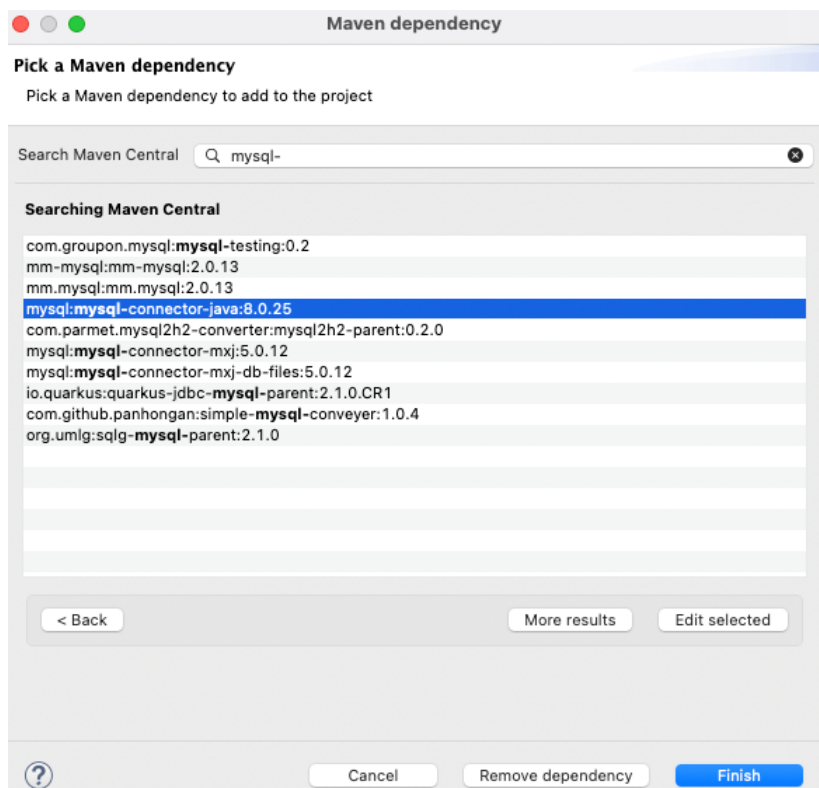 Maven dependency
Pick a Maven dependency
Pick a Maven dependency to add to the project
Search Maven Central mysql-
Searching Maven Central
com.groupon.mysql:mysql-testing:0.2
mm-mysql:mm-mysql:2.0.13
mm.mysql:mm.mysql:2.0.13
mysql:mysql-connector-java:8.0.25
com.parmet.mysql2h2-converter:mysql2h2-parent:0.2.0
mysql:mysql-connector-mxj:5.0.12
mysql:mysql-connector-mxj-db-files:5.0.12
io.quarkus:quarkus-jdbc-mysql-parent:2.1.0.CR1
com.github.panhongan:simple-mysql-conveyer:1.0.4
org.umlg:sqlg-mysql-parent:2.1.0
< Back More results Edit selected
? Cancel Remove dependency Finish